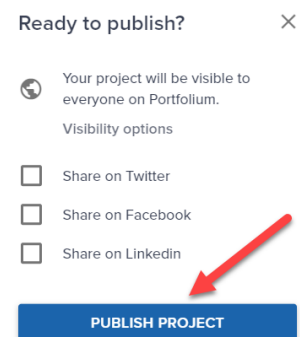 Ready to publish?
Your project will be visible to
everyone on Portfolium.
Visibility options
Share on Twitter
Share on Facebook
Share on Linkedin
PUBLISH PROJECT